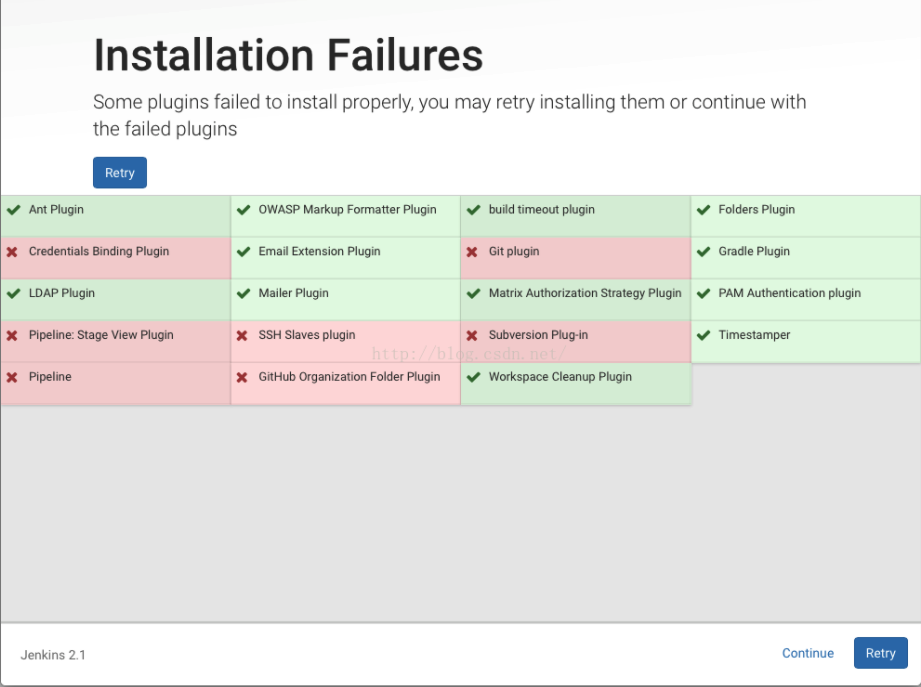 Installation Failures
Some plugins failed to install properly, you may retry installing them or continue with
the failed plugins
Retry
Ant Plugin
OWASP Markup Formatter Plugin
build timeout plugin
Folders Plugin
Credentials Binding Plugin
Email Extension Plugin
Git plugin
Gradle Plugin
LDAP Plugin
Mailer Plugin
Matrix Authorization Strategy Plugin
PAM Authentication plugin
Pipeline: Stage View Plugin
SSH Slaves plugin
Subversion Plug-in
Timestamper
http://blog.csdn.net/
Pipeline
GitHub Organization Folder Plugin
Workspace Cleanup Plugin
Jenkins 2.1
Continue
Retry